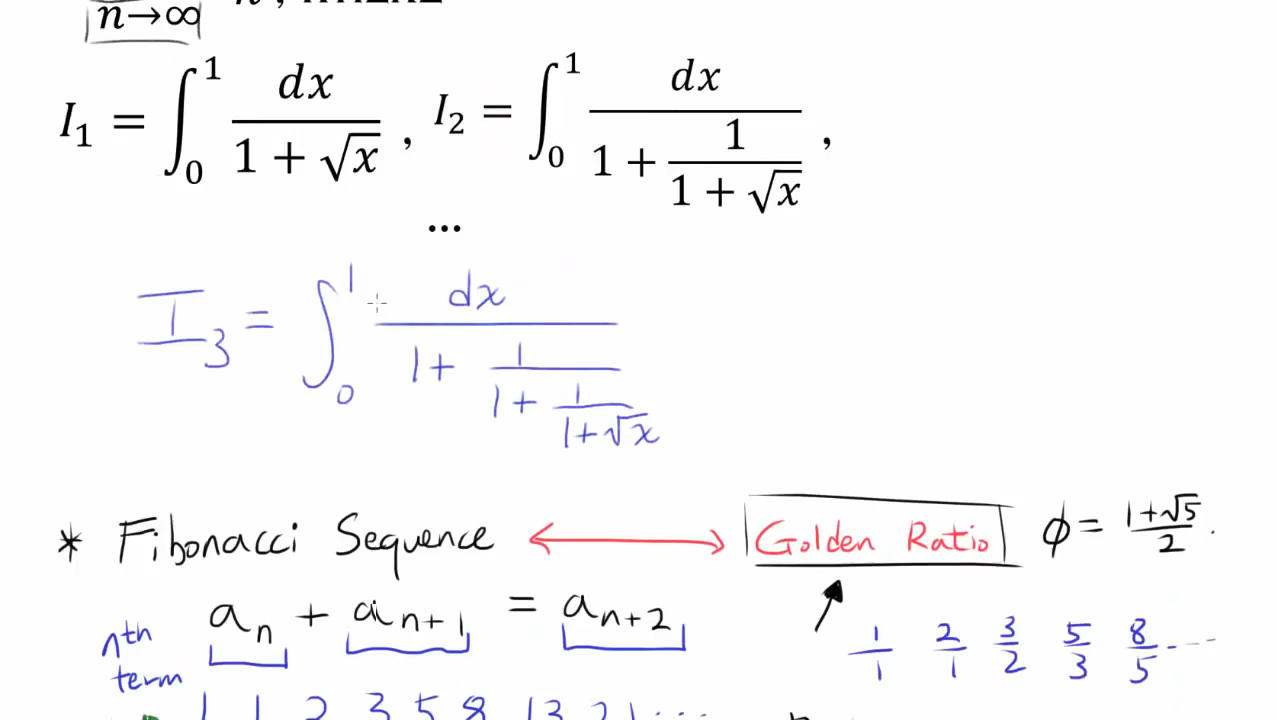 n→∞
I₁ = ∫₀¹ dx / (1 + √x) , I₂ = ∫₀¹ dx / (1 + 1/(1 + √x)) ,
...
I₃ = ∫₀¹ dx / (1 + 1/(1 + 1/(1 + √x)))
* Fibonacci Sequence ⟷ Golden Ratio ϕ = (1+√5)/2 .
aₙ + aₙ₊₁ = aₙ₊₂
nth term
1/1 2/1 3/2 5/3 8/5 ...
1 1 2 3 5 8 13 21 ...